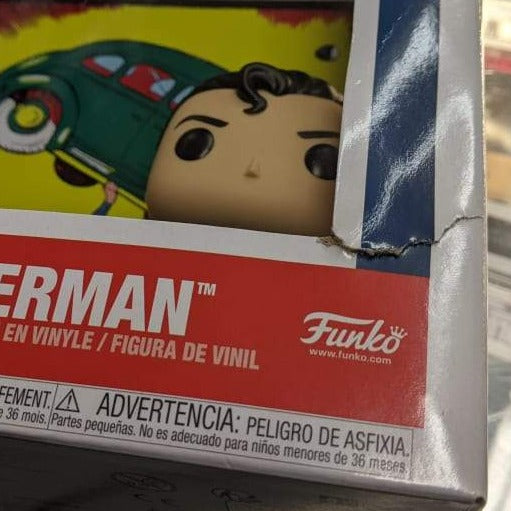 ERMAN™
EN VINYLE / FIGURA DE VINIL
Funko
www.funko.com
FFEMENT.
ADVERTENCIA: PELIGRO DE ASFIXIA.
e 36 mois. Partes pequeñas. No es adecuado para niños menores de 36 meses.